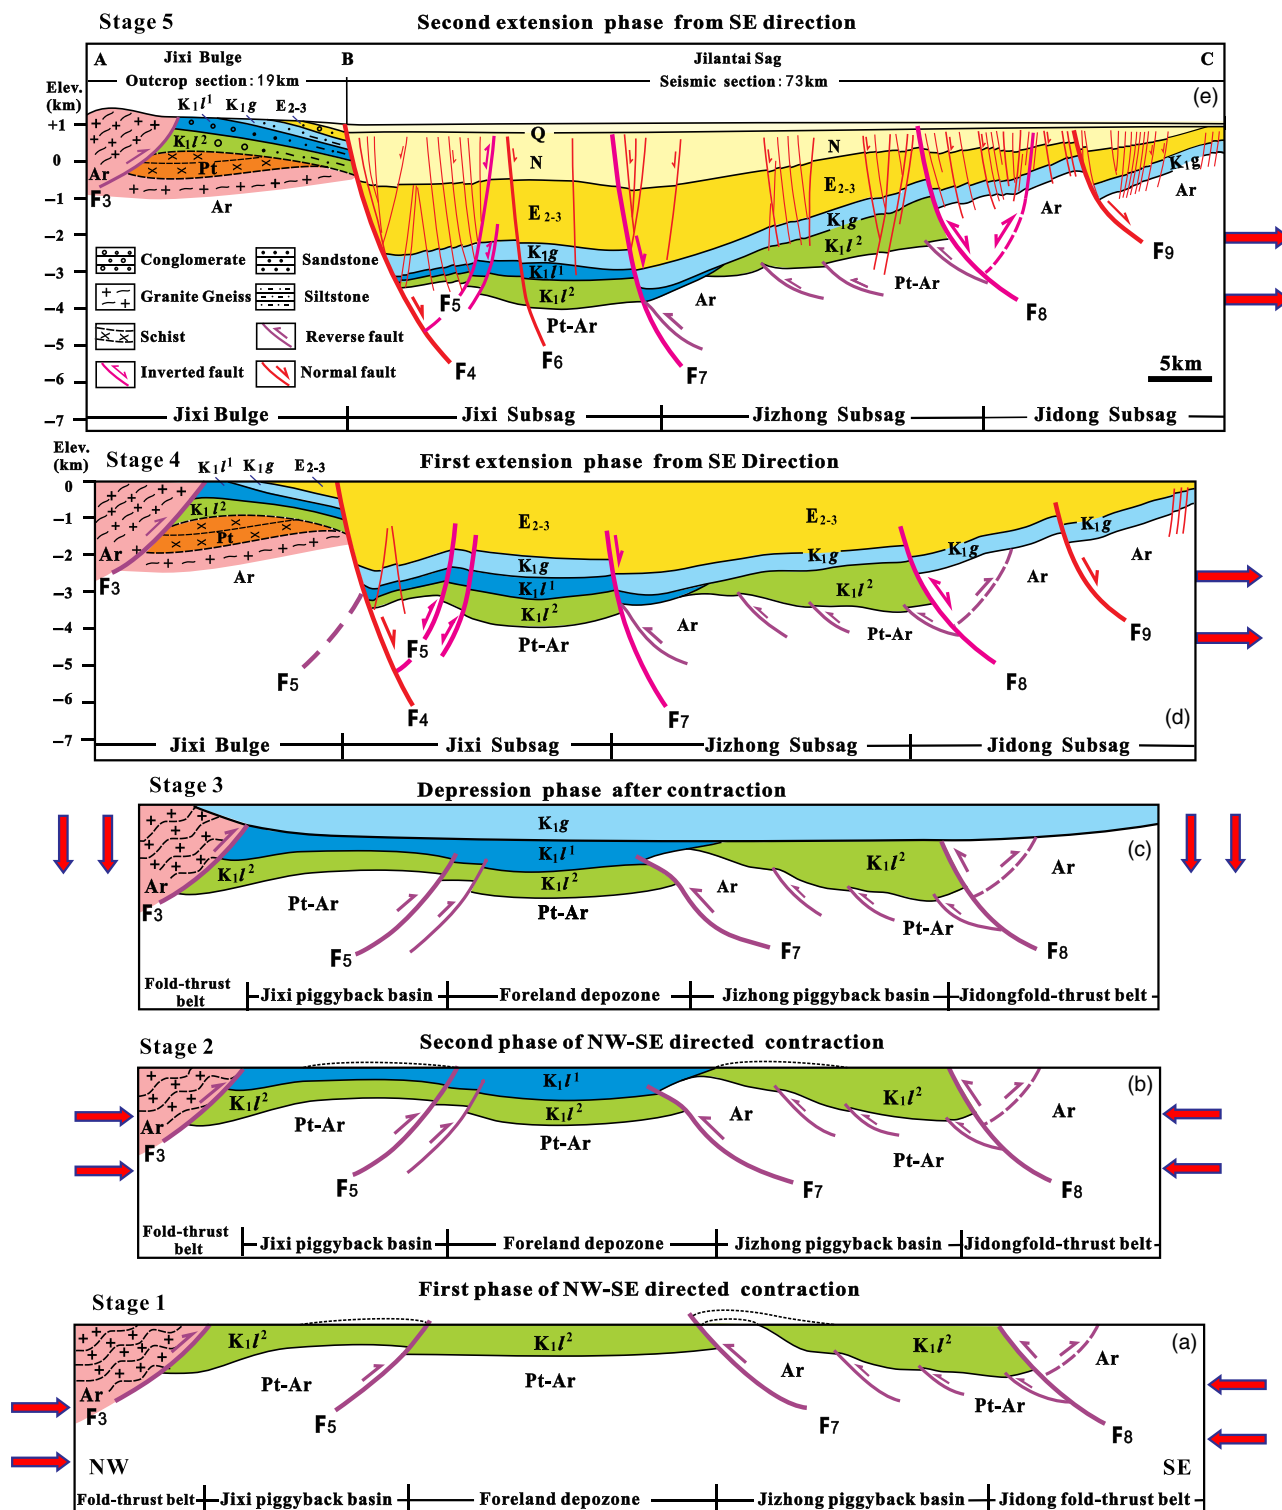 Stage 5
Second extension phase from SE direction
A
Jixi Bulge
B
Jilantai Sag
C
Outcrop section: 19km
Seismic section: 73km
(e)
Elev.
(km)
+1
0
−1
−2
−3
−4
−5
−6
−7
K₁l¹
K₁g
E₂₋₃
K₁l²
Pt
Ar
F3
Ar
Q
N
N
E₂₋₃
E₂₋₃
K₁g
K₁g
K₁g
K₁l¹
K₁l²
K₁l²
Ar
Ar
Ar
Pt-Ar
Pt-Ar
F5
F4
F6
F7
F8
F9
Conglomerate
Sandstone
Granite Gneiss
Siltstone
Schist
Reverse fault
Inverted fault
Normal fault
5km
Jixi Bulge
Jixi Subsag
Jizhong Subsag
Jidong Subsag
Elev.
(km)
Stage 4
First extension phase from SE Direction
0
−1
−2
−3
−4
−5
−6
−7
K₁l¹
K₁g
E₂₋₃
K₁l²
Pt
Ar
F3
Ar
E₂₋₃
E₂₋₃
K₁g
K₁g
K₁g
K₁g
K₁l¹
K₁l²
K₁l²
Ar
Ar
Ar
Pt-Ar
Pt-Ar
F5
F5
F4
F7
F8
F9
(d)
Jixi Bulge
Jixi Subsag
Jizhong Subsag
Jidong Subsag
Stage 3
Depression phase after contraction
K₁g
K₁l¹
K₁l²
K₁l²
K₁l²
(c)
Ar
F3
Pt-Ar
Pt-Ar
Ar
Pt-Ar
Ar
F5
F7
F8
Fold-thrust
belt
Jixi piggyback basin
Foreland depozone
Jizhong piggyback basin
Jidongfold-thrust belt
Stage 2
Second phase of NW-SE directed contraction
K₁l¹
K₁l²
K₁l²
K₁l²
(b)
Ar
F3
Pt-Ar
Pt-Ar
Ar
Pt-Ar
Ar
F5
F7
F8
Fold-thrust
belt
Jixi piggyback basin
Foreland depozone
Jizhong piggyback basin
Jidongfold-thrust belt
First phase of NW-SE directed contraction
Stage 1
K₁l²
K₁l²
K₁l²
(a)
Ar
F3
Pt-Ar
Pt-Ar
Ar
Pt-Ar
Ar
F5
F7
F8
NW
SE
Fold-thrust belt
Jixi piggyback basin
Foreland depozone
Jizhong piggyback basin
Jidong fold-thrust belt